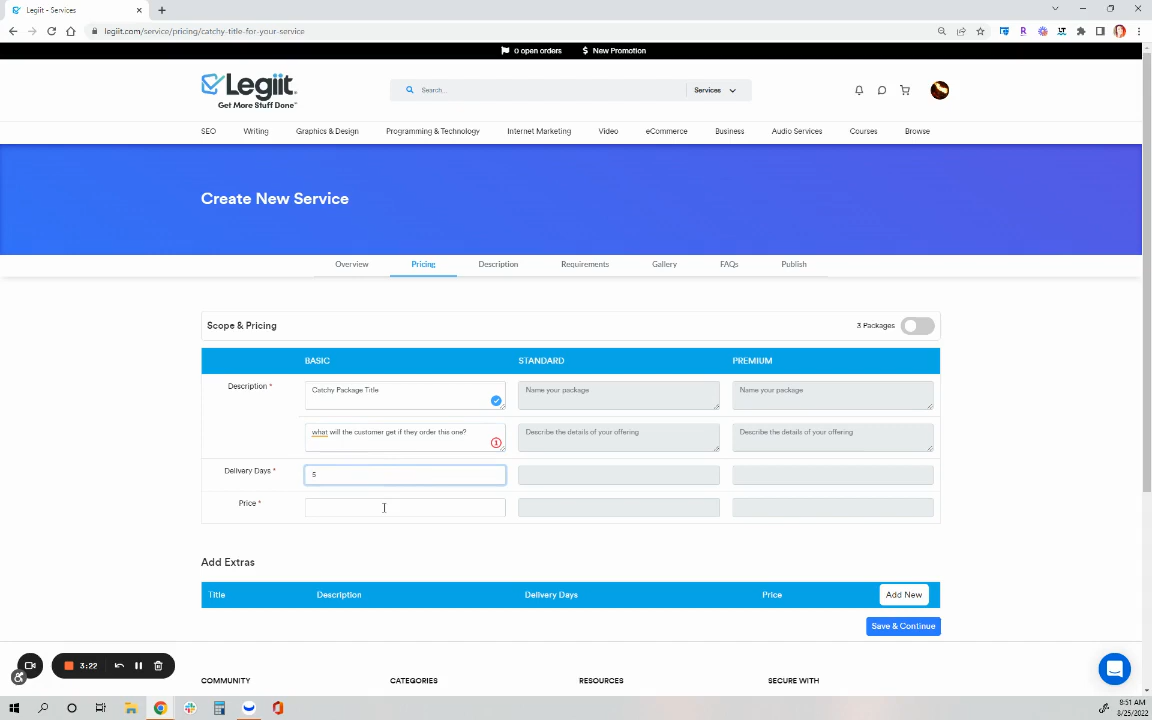 Legiit - Services
legiit.com/service/pricing/catchy-title-for-your-service
0 open orders
$ New Promotion
Legiit.
Get More Stuff Done™
Search...
Services
SEO
Writing
Graphics & Design
Programming & Technology
Internet Marketing
Video
eCommerce
Business
Audio Services
Courses
Browse
Create New Service
Overview
Pricing
Description
Requirements
Gallery
FAQs
Publish
Scope & Pricing
3 Packages
BASIC
STANDARD
PREMIUM
Description *
Catchy Package Title
Name your package
Name your package
what will the customer get if they order this one?
Describe the details of your offering
Describe the details of your offering
Delivery Days *
5
Price *
Add Extras
Title
Description
Delivery Days
Price
Add New
Save & Continue
3:22
COMMUNITY
CATEGORIES
RESOURCES
SECURE WITH
8:51 AM
8/25/2022